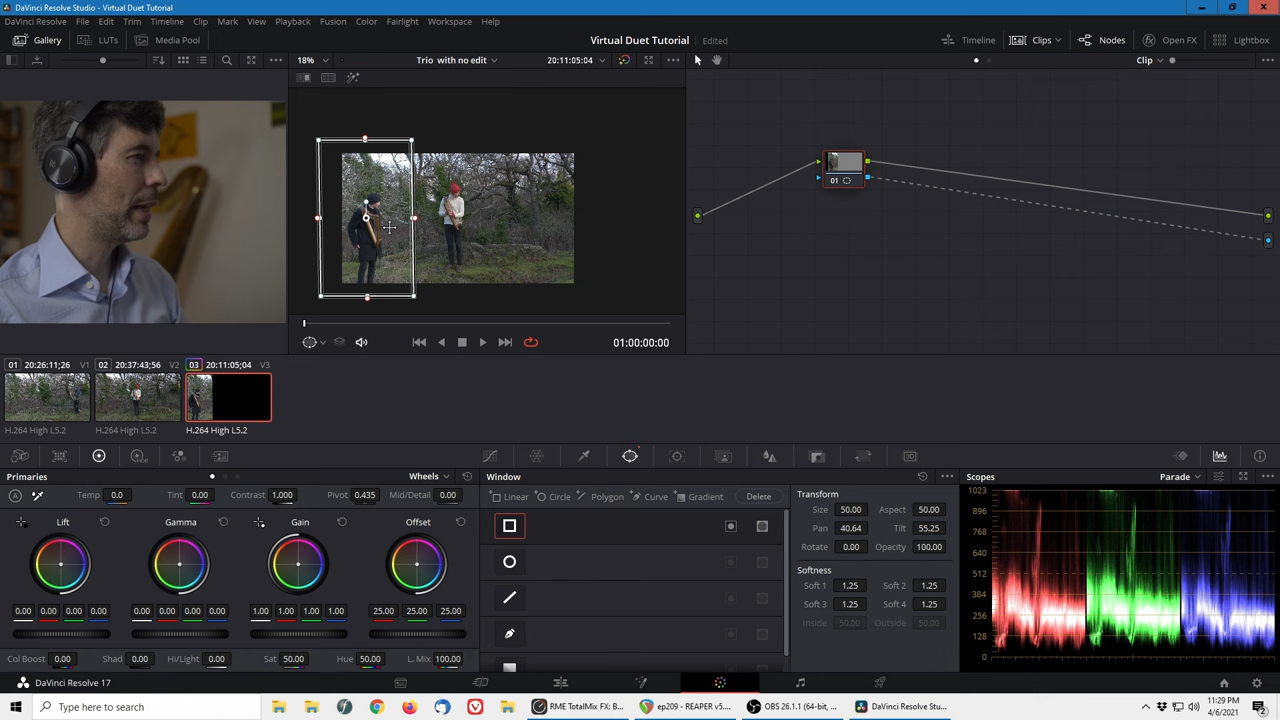 DaVinci Resolve Studio - Virtual Duet Tutorial
DaVinci Resolve File Edit Trim Timeline Clip Mark View Playback Fusion Color Fairlight Workspace Help
Gallery LUTs Media Pool Virtual Duet Tutorial Edited Timeline Clips Nodes Open FX Lightbox
18% Trio with no edit 20:11:05:04 Clip
01
01:00:00:00
01 20:26:11;26 V1 02 20:37:43;56 V2 03 20:11:05;04 V3
H.264 High L5.2 H.264 High L5.2 H.264 High L5.2
Primaries Wheels Window Scopes Parade
Temp 0.0 Tint 0.00 Contrast 1.000 Pivot 0.435 Mid/Detail 0.00
Linear Circle Polygon Curve Gradient Delete
Lift Gamma Gain Offset
0.00 0.00 0.00 0.00 0.00 0.00 0.00 0.00 1.00 1.00 1.00 1.00 25.00 25.00 25.00
Col Boost 0.00 Shad 0.00 Hi/Light 0.00 Sat 50.00 Hue 50.00 L. Mix 100.00
Transform
Size 50.00 Aspect 50.00
Pan 40.64 Tilt 55.25
Rotate 0.00 Opacity 100.00
Softness
Soft 1 1.25 Soft 2 1.25
Soft 3 1.25 Soft 4 1.25
Inside 50.00 Outside 50.00
1023
896
768
640
512
384
256
128
0
DaVinci Resolve 17
Type here to search
RME TotalMix FX: B...
ep209 - REAPER v5....
OBS 26.1.1 (64-bit, ...
DaVinci Resolve Stu...
11:29 PM
4/6/2021
2